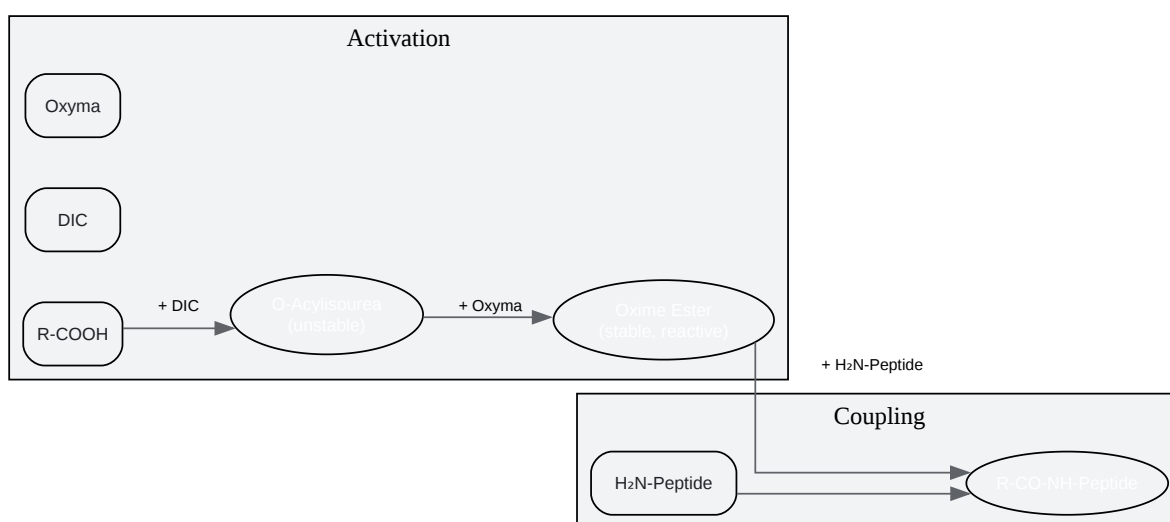 Activation
Oxyma
DIC
R-COOH
+ DIC
O-Acylisourea
(unstable)
+ Oxyma
Oxime Ester
(stable, reactive)
+ H₂N-Peptide
Coupling
H₂N-Peptide
R-CO-NH-Peptide